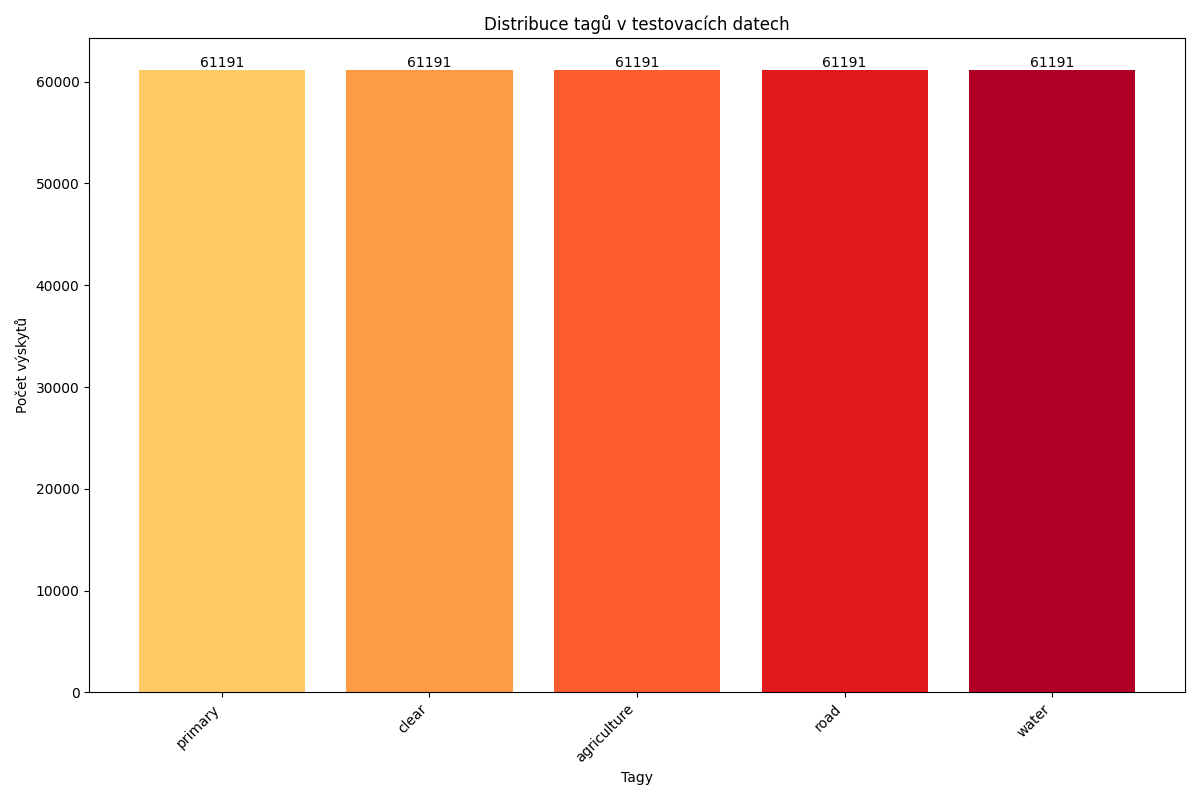 Distribuce tagů v testovacích datech
61191 61191 61191 61191 61191
60000
50000
40000
30000
20000
10000
0
Počet výskytů
primary clear agriculture road water
Tagy